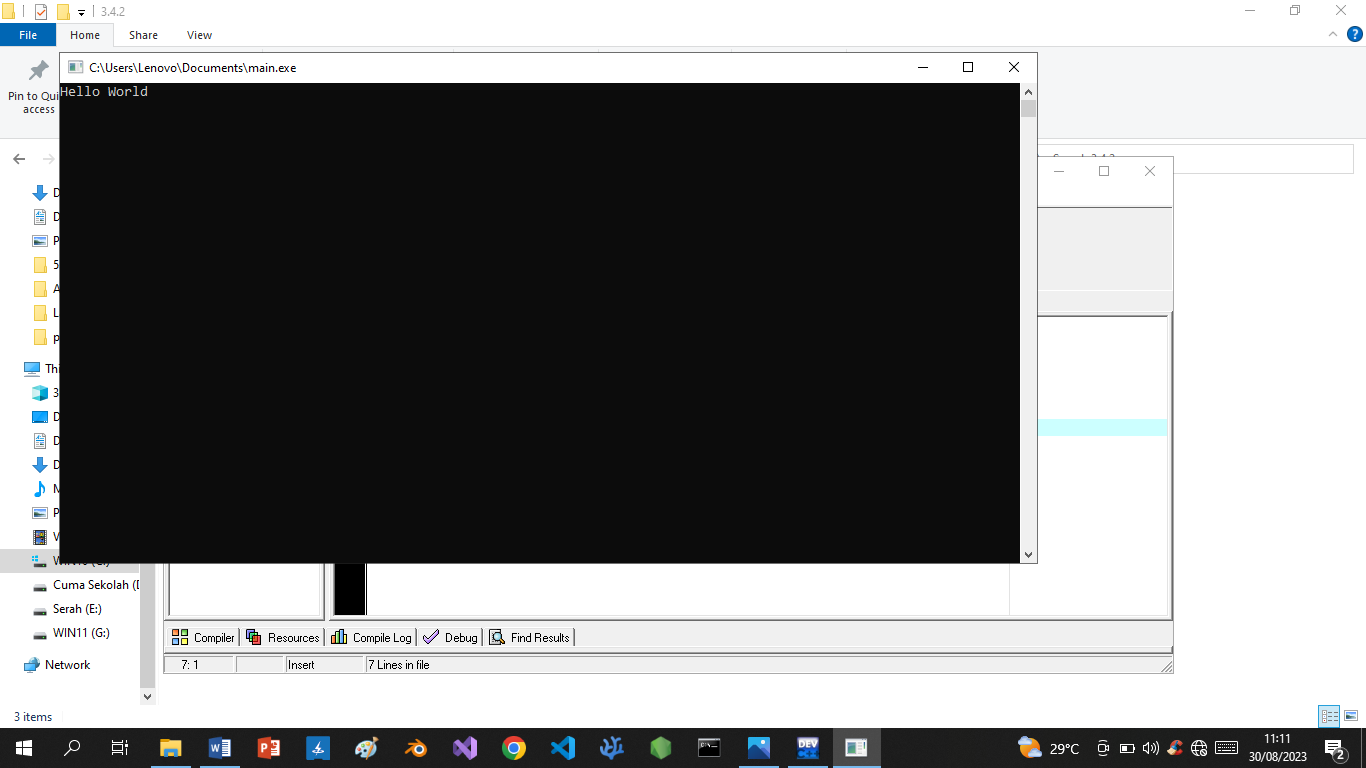 3.4.2
File Home Share View
C:\Users\Lenovo\Documents\main.exe
Hello World
Pin to Qui
access
D
D
P
5
A
L
p
Thi
3
D
D
D
M
P
V
Cuma Sekolah (D
Serah (E:)
WIN11 (G:)
Network
Compiler Resources Compile Log Debug Find Results
7: 1 Insert 7 Lines in file
3 items
DEV
29°C
11:11
30/08/2023
2